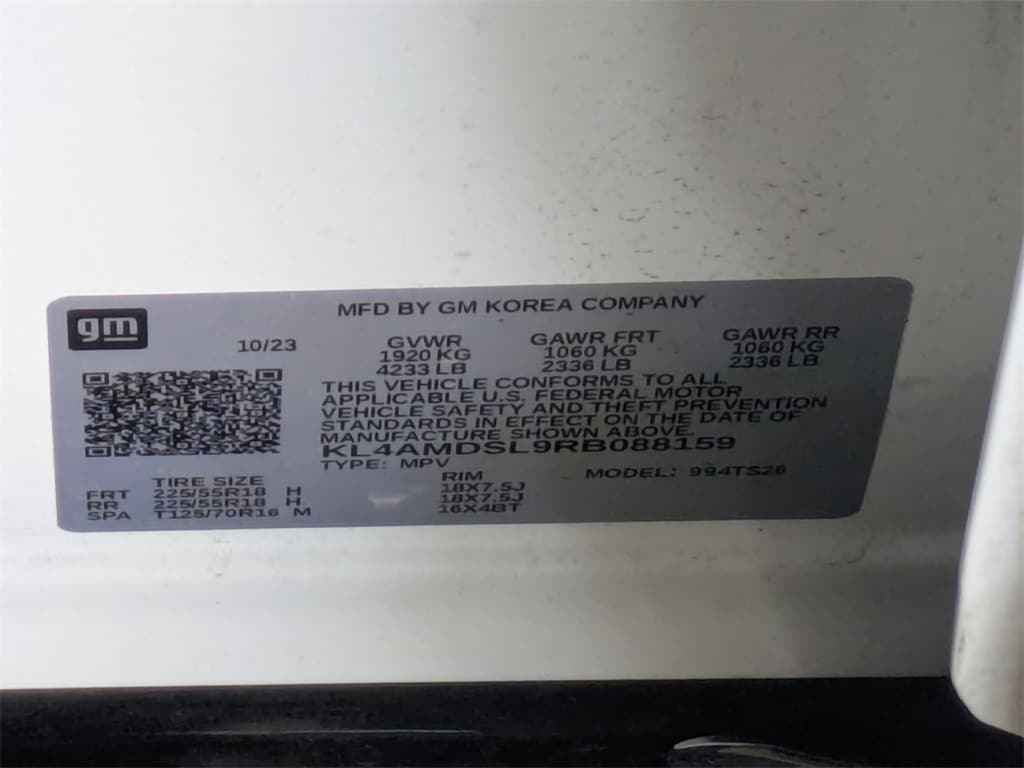 gm
MFD BY GM KOREA COMPANY
10/23 GVWR GAWR FRT GAWR RR
1920 KG 1060 KG 1060 KG
4233 LB 2336 LB 2336 LB
THIS VEHICLE CONFORMS TO ALL
APPLICABLE U.S. FEDERAL MOTOR
VEHICLE SAFETY AND THEFT PREVENTION
STANDARDS IN EFFECT ON THE DATE OF
MANUFACTURE SHOWN ABOVE.
KL4AMDSL9RB088159
TYPE: MPV MODEL: 994TS26
TIRE SIZE RIM
FRT 225/55R18 H 18X7.5J
RR 225/55R18 H 18X7.5J
SPA T125/70R16 M 16X4BT